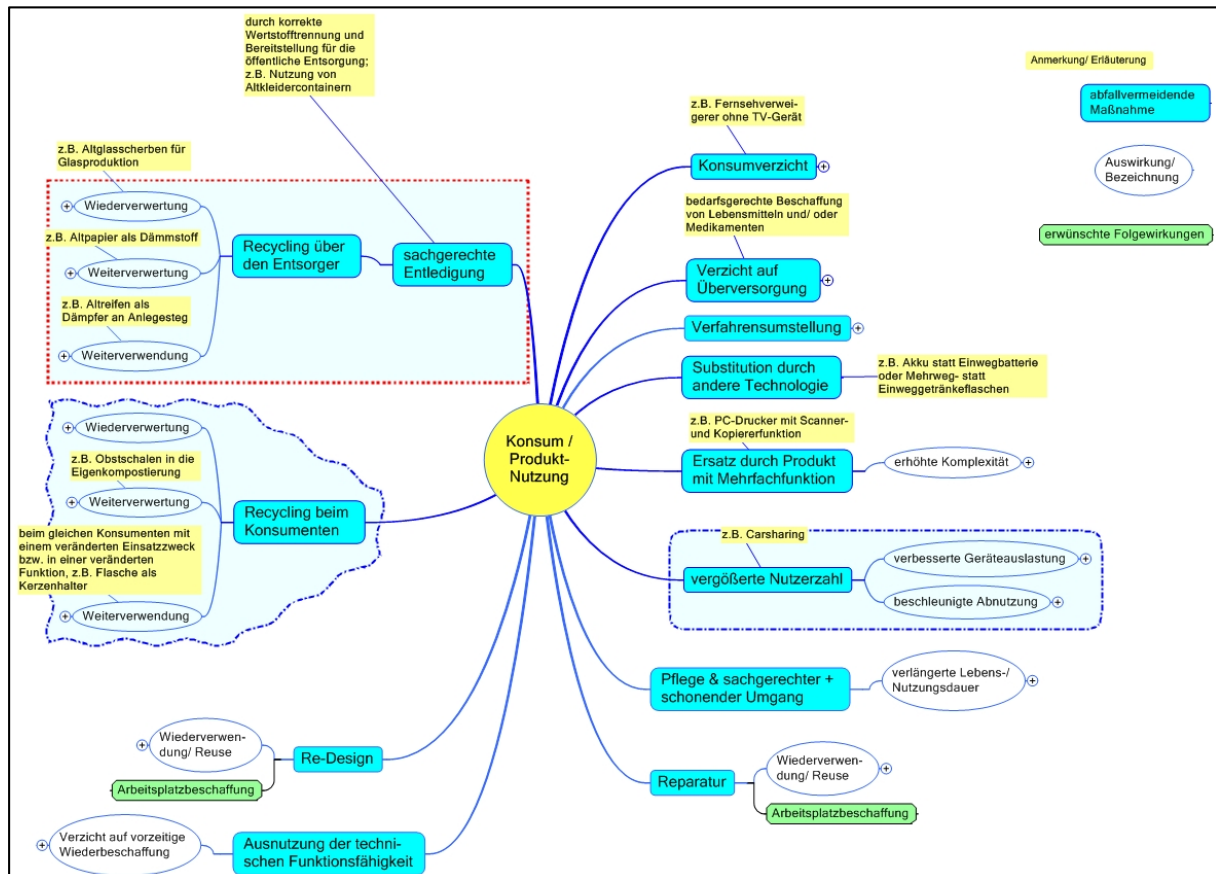 durch korrekte
Wertstofftrennung und
Bereitstellung für die
öffentliche Entsorgung;
z.B. Nutzung von
Altkleidercontainern
z.B. Altglasscherben für
Glasproduktion
Wiederverwertung
z.B. Altpapier als Dämmstoff
Weiterverwertung
z.B. Altreifen als
Dämpfer an Anlegesteg
Weiterverwendung
Recycling über
den Entsorger
sachgerechte
Entledigung
Wiederverwertung
z.B. Obstschalen in die
Eigenkompostierung
Weiterverwertung
beim gleichen Konsumenten mit
einem veränderten Einsatzzweck
bzw. in einer veränderten
Funktion, z.B. Flasche als
Kerzenhalter
Weiterverwendung
Recycling beim
Konsumenten
Wiederverwen-
dung/ Reuse
Arbeitsplatzbeschaffung
Re-Design
Verzicht auf vorzeitige
Wiederbeschaffung
Ausnutzung der techni-
schen Funktionsfähigkeit
Konsum /
Produkt-
Nutzung
z.B. Fernsehverwei-
gerer ohne TV-Gerät
Konsumverzicht
bedarfsgerechte Beschaffung
von Lebensmitteln und/ oder
Medikamenten
Verzicht auf
Überversorgung
Verfahrensumstellung
Substitution durch
andere Technologie
z.B. Akku statt Einwegbatterie
oder Mehrweg- statt
Einweggetränkeflaschen
z.B. PC-Drucker mit Scanner-
und Kopiererfunktion
Ersatz durch Produkt
mit Mehrfachfunktion
erhöhte Komplexität
z.B. Carsharing
vergößerte Nutzerzahl
verbesserte Geräteauslastung
beschleunigte Abnutzung
Pflege & sachgerechter +
schonender Umgang
verlängerte Lebens-/
Nutzungsdauer
Reparatur
Wiederverwen-
dung/ Reuse
Arbeitsplatzbeschaffung
Anmerkung/ Erläuterung
abfallvermeidende
Maßnahme
Auswirkung/
Bezeichnung
erwünschte Folgewirkungen